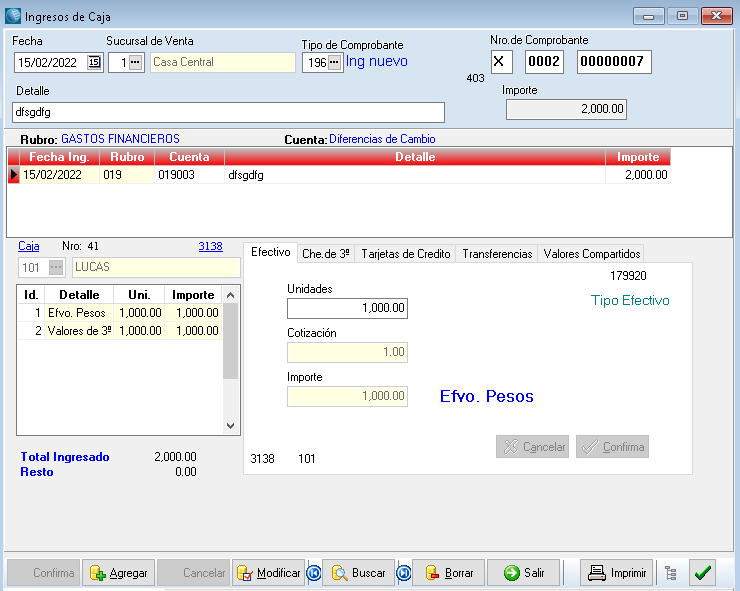 Ingresos de Caja
Fecha Sucursal de Venta Tipo de Comprobante Nro.de Comprobante
15/02/2022 15 1 ... Casa Central 196 ... Ing nuevo 403 X 0002 00000007
Detalle Importe
dfsgdfg 2,000.00
Rubro: GASTOS FINANCIEROS Cuenta: Diferencias de Cambio
Fecha Ing. Rubro Cuenta Detalle Importe
15/02/2022 019 019003 dfsgdfg 2,000.00
Caja Nro: 41 3138
101 ... LUCAS
Id. Detalle Uni. Importe
1 Efvo. Pesos 1,000.00 1,000.00
2 Valores de 3º 1,000.00 1,000.00
Total Ingresado 2,000.00
Resto 0.00
Efectivo Che.de 3º Tarjetas de Credito Transferencias Valores Compartidos
179920
Unidades Tipo Efectivo
1,000.00
Cotización
1.00
Importe
1,000.00 Efvo. Pesos
Cancelar Confirma
3138 101
Confirma Agregar Cancelar Modificar Buscar Borrar Salir Imprimir